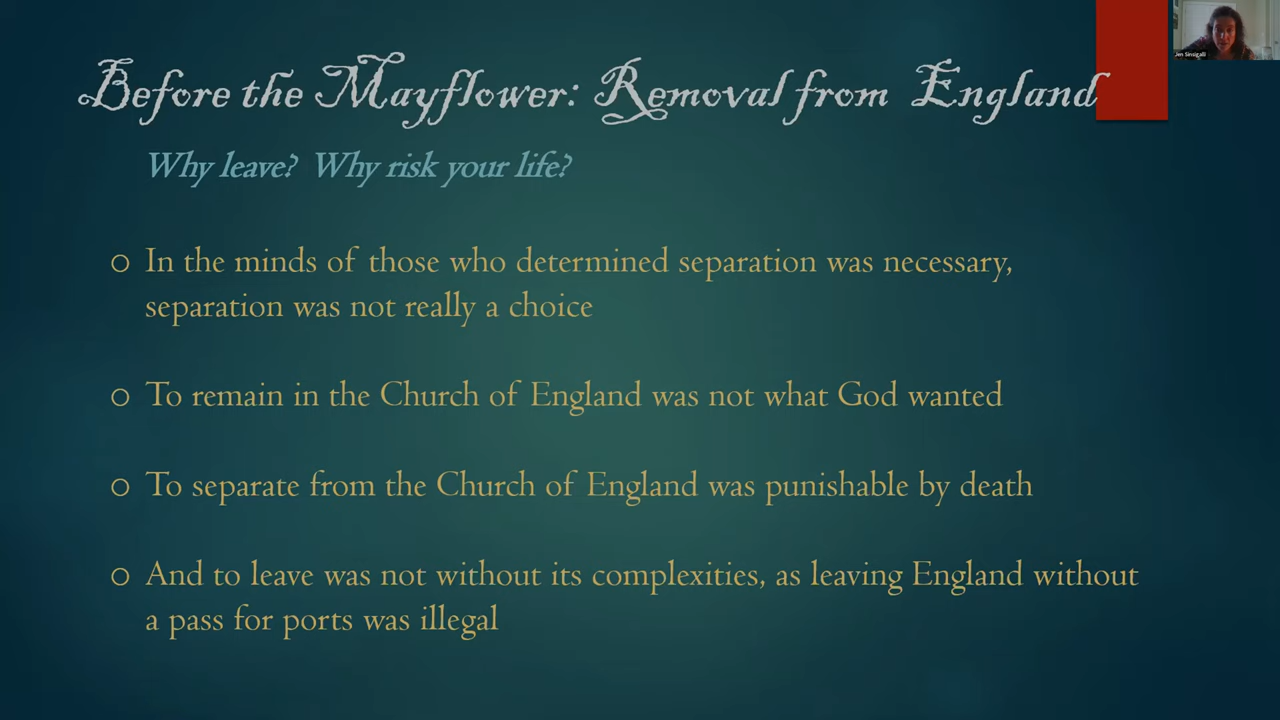 Before the Mayflower: Removal from England
Why leave? Why risk your life?
In the minds of those who determined separation was necessary,
separation was not really a choice
To remain in the Church of England was not what God wanted
To separate from the Church of England was punishable by death
And to leave was not without its complexities, as leaving England without
a pass for ports was illegal
Jen Sinsigalli